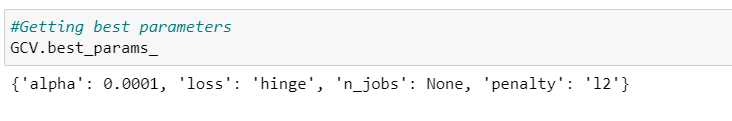 #Getting best parameters
GCV.best_params_
{'alpha': 0.0001, 'loss': 'hinge', 'n_jobs': None, 'penalty': 'l2'}